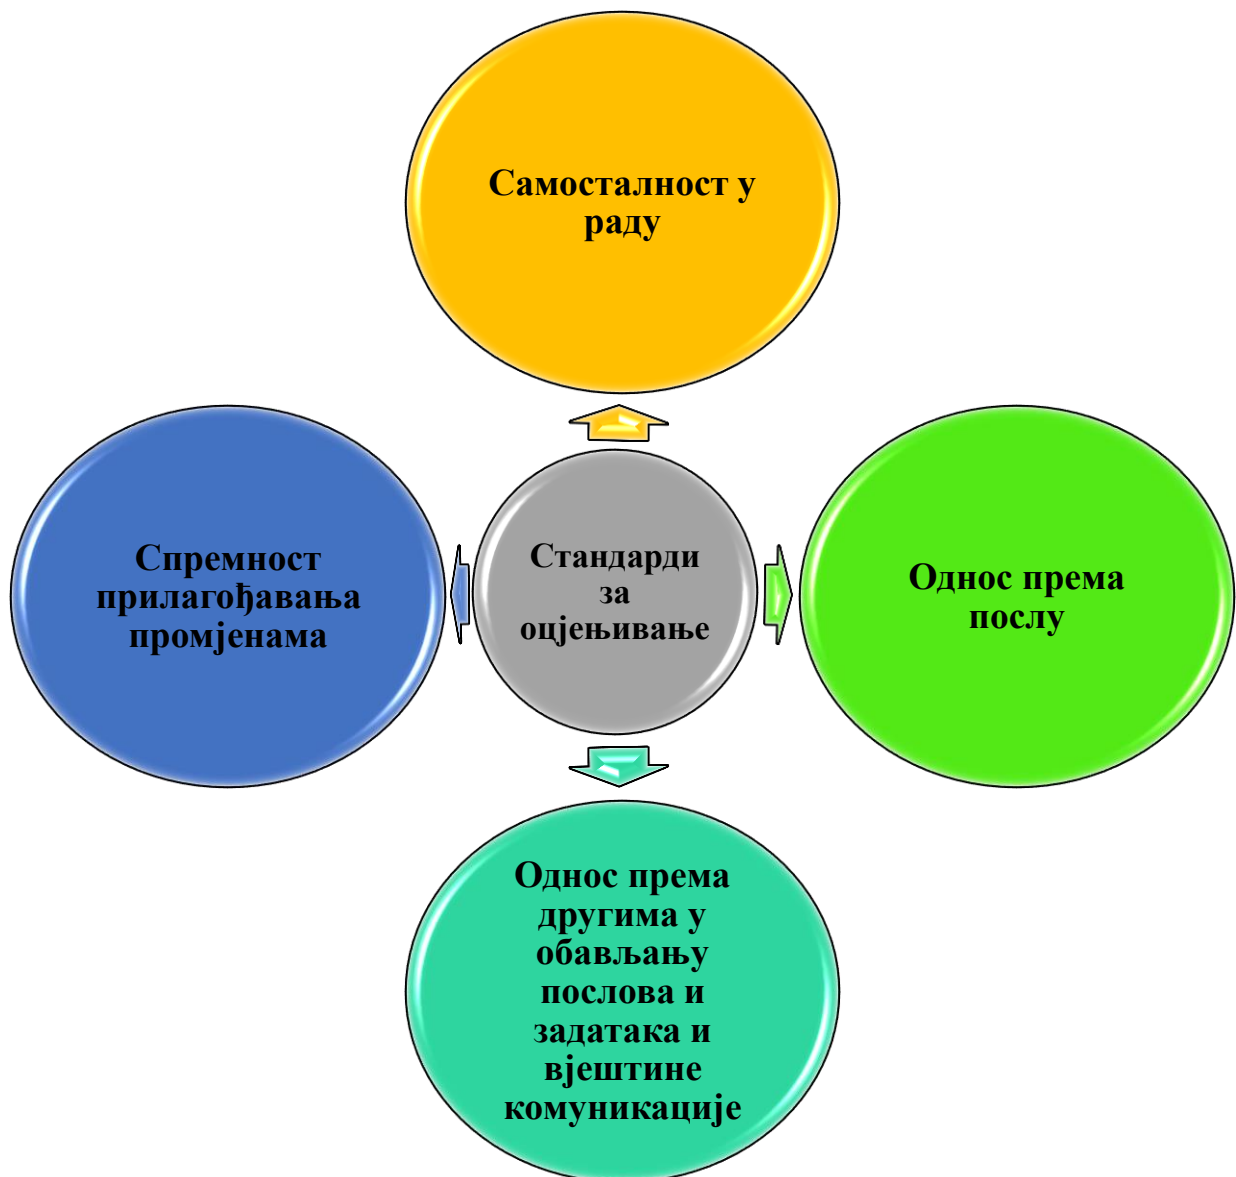 Самосталност у
раду
Спремност
прилагођавања
промјенама
Стандарди
за
оцјењивање
Однос према
послу
Однос према
другима у
обављању
послова и
задатака и
вјештине
комуникације